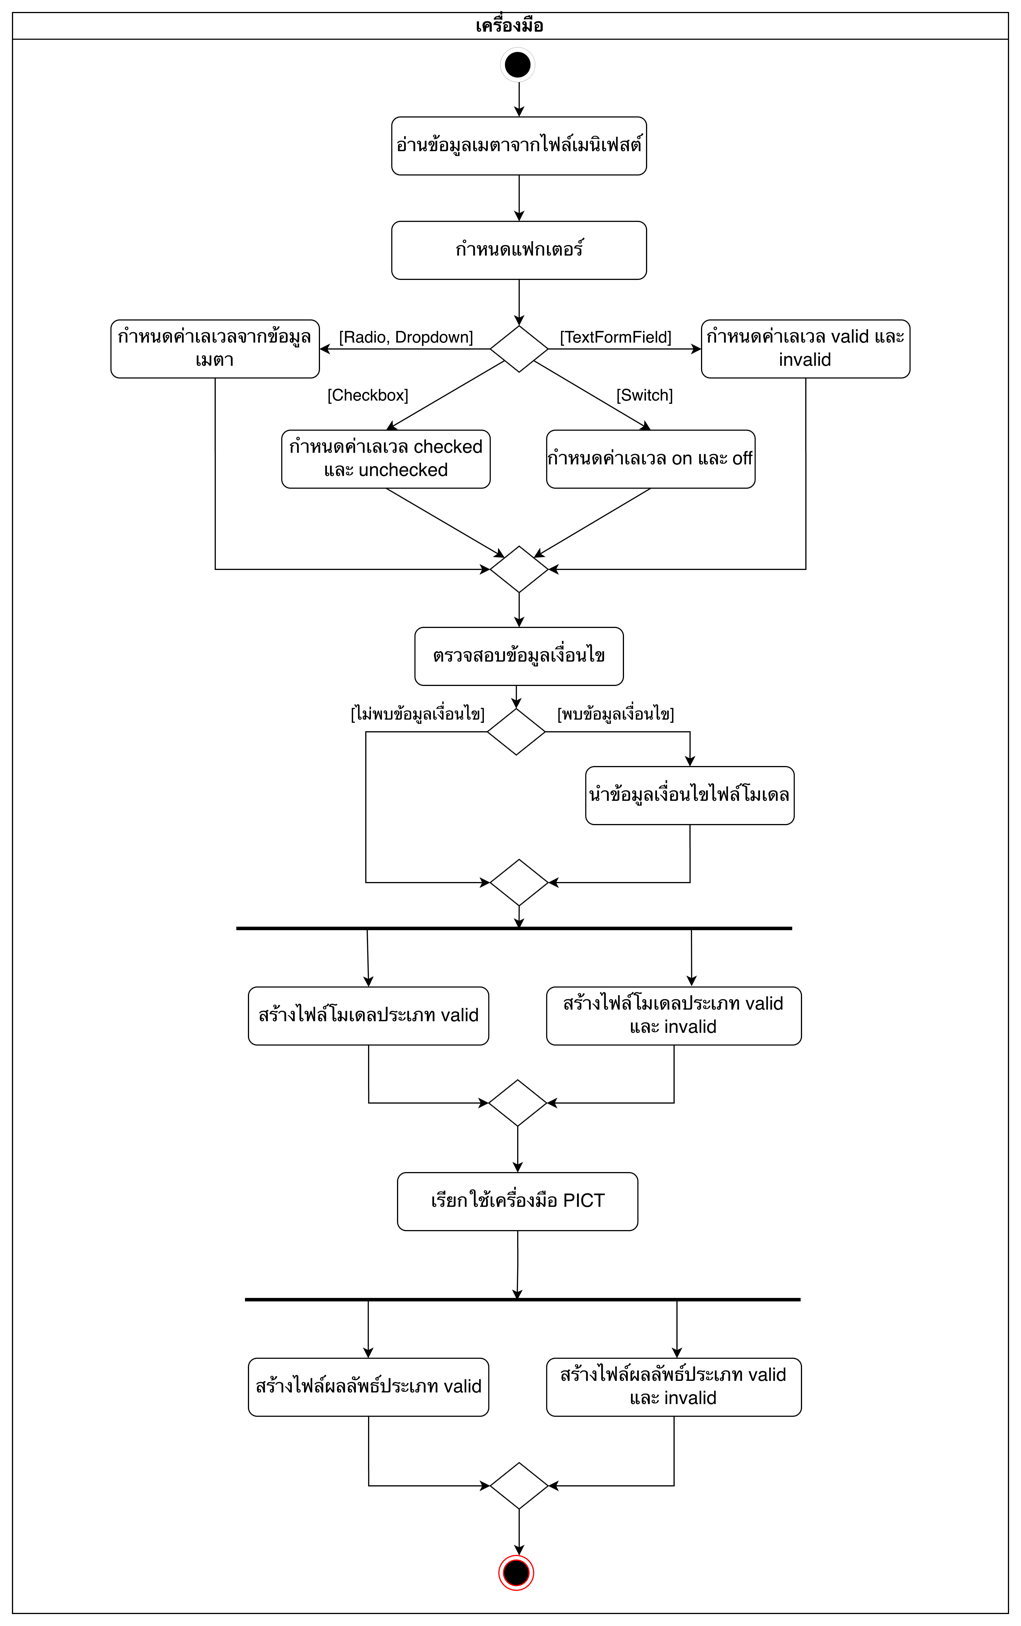 เครื่องมือ
อ่านข้อมูลเมตาจากไฟล์เมนิเฟสต์
กำหนดแฟกเตอร์
[Radio, Dropdown]
[TextFormField]
กำหนดค่าเลเวลจากข้อมูล
เมตา
กำหนดค่าเลเวล valid และ
invalid
[Checkbox]
[Switch]
กำหนดค่าเลเวล checked
และ unchecked
กำหนดค่าเลเวล on และ off
ตรวจสอบข้อมูลเงื่อนไข
[ไม่พบข้อมูลเงื่อนไข]
[พบข้อมูลเงื่อนไข]
นำข้อมูลเงื่อนไขไฟล์โมเดล
สร้างไฟล์โมเดลประเภท valid
สร้างไฟล์โมเดลประเภท valid
และ invalid
เรียกใช้เครื่องมือ PICT
สร้างไฟล์ผลลัพธ์ประเภท valid
สร้างไฟล์ผลลัพธ์ประเภท valid
และ invalid